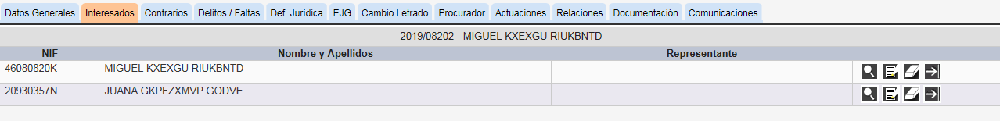 Datos Generales Interesados Contrarios Delitos / Faltas Def. Jurídica EJG Cambio Letrado Procurador Actuaciones Relaciones Documentación Comunicaciones
2019/08202 - MIGUEL KXEXGU RIUKBNTD
NIF Nombre y Apellidos Representante
46080820K MIGUEL KXEXGU RIUKBNTD
20930357N JUANA GKPFZXMVP GODVE